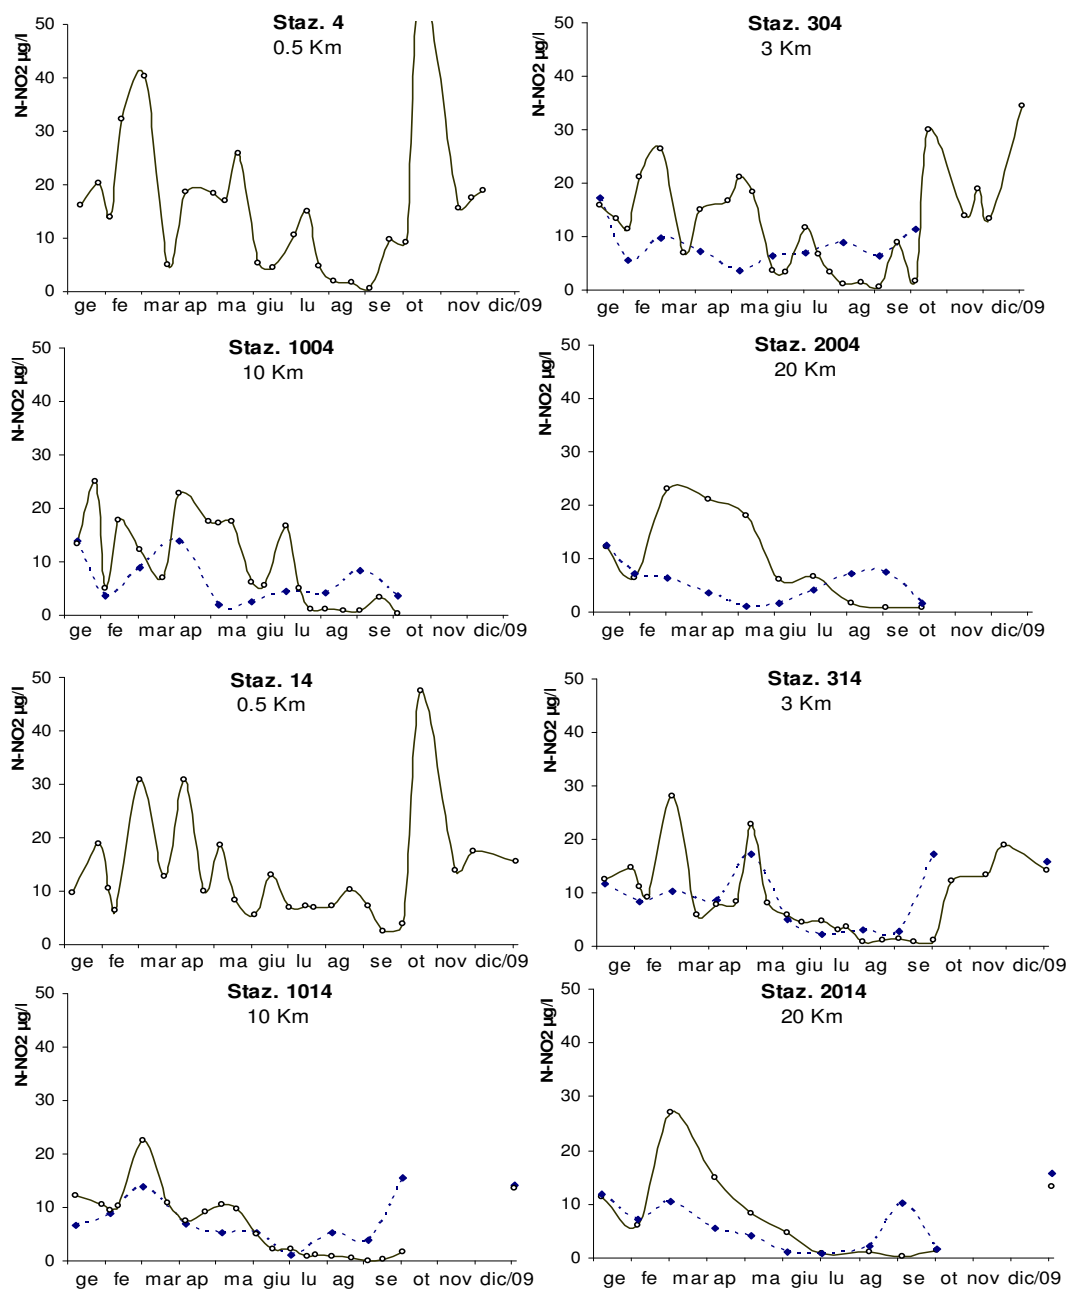 Staz. 4
0.5 Km
N-NO2 µg/l
50
40
30
20
10
0
ge fe mar ap ma giu lu ag se ot nov dic/09
Staz. 304
3 Km
N-NO2 µg/l
50
40
30
20
10
0
ge fe mar ap ma giu lu ag se ot nov dic/09
Staz. 1004
10 Km
N-NO2 µg/l
50
40
30
20
10
0
ge fe mar ap ma giu lu ag se ot nov dic/09
Staz. 2004
20 Km
N-NO2 µg/l
50
40
30
20
10
0
ge fe mar ap ma giu lu ag se ot nov dic/09
Staz. 14
0.5 Km
N-NO2 µg/l
50
40
30
20
10
0
ge fe mar ap ma giu lu ag se ot nov dic/09
Staz. 314
3 Km
N-NO2 µg/l
50
40
30
20
10
0
ge fe mar ap ma giu lu ag se ot nov dic/09
Staz. 1014
10 Km
N-NO2 µg/l
50
40
30
20
10
0
ge fe mar ap ma giu lu ag se ot nov dic/09
Staz. 2014
20 Km
N-NO2 µg/l
50
40
30
20
10
0
ge fe mar ap ma giu lu ag se ot nov dic/09